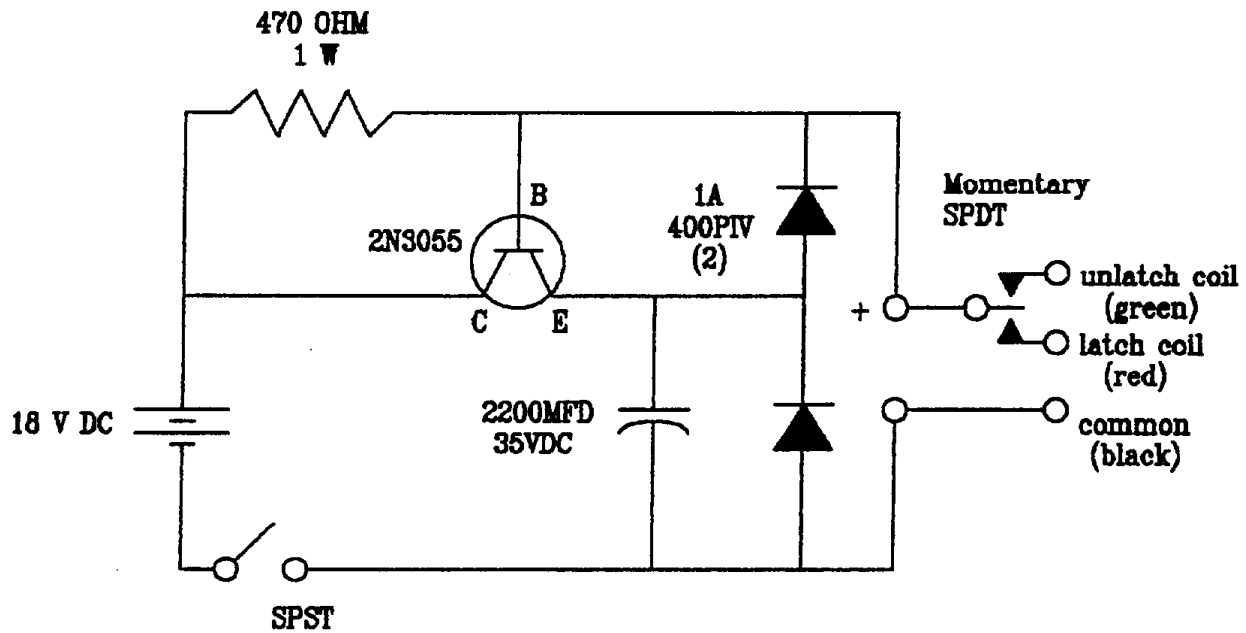 470 OHM
1 W
B
2N3055
C
E
1A
400PIV
(2)
Momentary
SPDT
+
unlatch coil
(green)
latch coil
(red)
18 V DC
2200MFD
35VDC
common
(black)
SPST